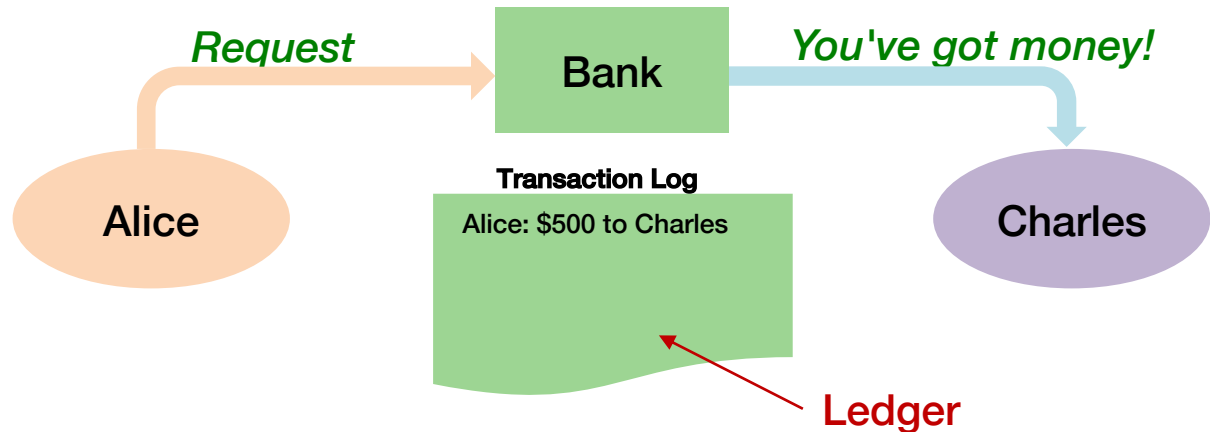 Request
You've got money!
Bank
Transaction Log
Alice
Alice: $500 to Charles
Charles
Ledger